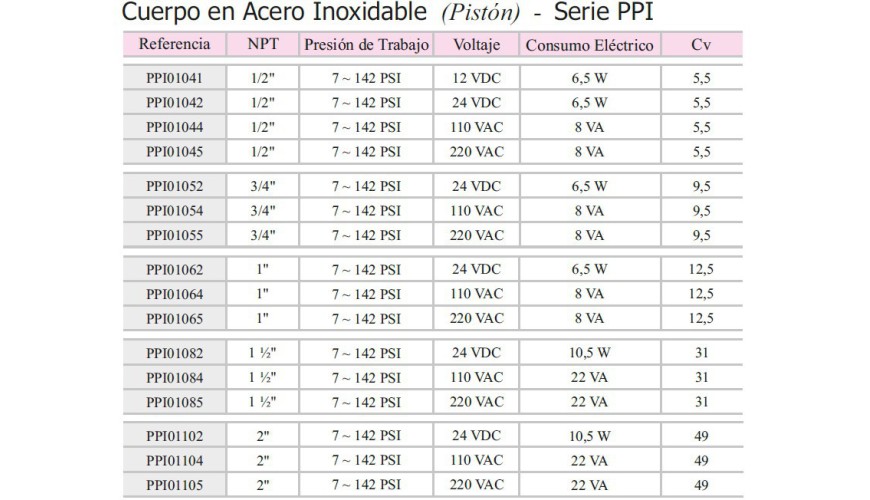 Cuerpo en Acero Inoxidable (Pistón) - Serie PPI
Referencia NPT Presión de Trabajo Voltaje Consumo Eléctrico Cv
PPI01041 1/2" 7 ~ 142 PSI 12 VDC 6,5 W 5,5
PPI01042 1/2" 7 ~ 142 PSI 24 VDC 6,5 W 5,5
PPI01044 1/2" 7 ~ 142 PSI 110 VAC 8 VA 5,5
PPI01045 1/2" 7 ~ 142 PSI 220 VAC 8 VA 5,5
PPI01052 3/4" 7 ~ 142 PSI 24 VDC 6,5 W 9,5
PPI01054 3/4" 7 ~ 142 PSI 110 VAC 8 VA 9,5
PPI01055 3/4" 7 ~ 142 PSI 220 VAC 8 VA 9,5
PPI01062 1" 7 ~ 142 PSI 24 VDC 6,5 W 12,5
PPI01064 1" 7 ~ 142 PSI 110 VAC 8 VA 12,5
PPI01065 1" 7 ~ 142 PSI 220 VAC 8 VA 12,5
PPI01082 1 ½" 7 ~ 142 PSI 24 VDC 10,5 W 31
PPI01084 1 ½" 7 ~ 142 PSI 110 VAC 22 VA 31
PPI01085 1 ½" 7 ~ 142 PSI 220 VAC 22 VA 31
PPI01102 2" 7 ~ 142 PSI 24 VDC 10,5 W 49
PPI01104 2" 7 ~ 142 PSI 110 VAC 22 VA 49
PPI01105 2" 7 ~ 142 PSI 220 VAC 22 VA 49